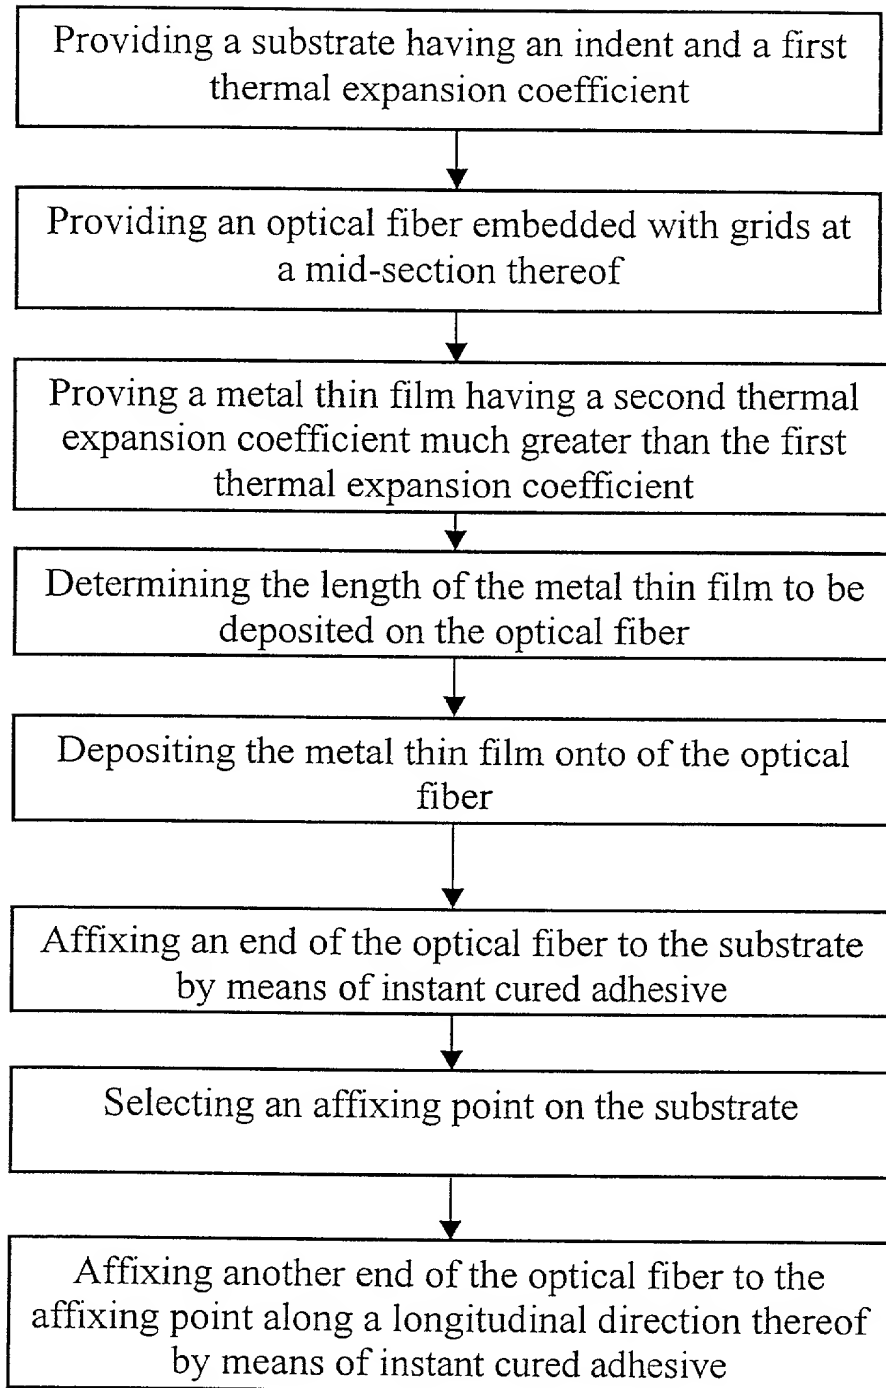 Providing a substrate having an indent and a first
thermal expansion coefficient
Providing an optical fiber embedded with grids at
a mid-section thereof
Proving a metal thin film having a second thermal
expansion coefficient much greater than the first
thermal expansion coefficient
Determining the length of the metal thin film to be
deposited on the optical fiber
Depositing the metal thin film onto of the optical
fiber
Affixing an end of the optical fiber to the substrate
by means of instant cured adhesive
Selecting an affixing point on the substrate
Affixing another end of the optical fiber to the
affixing point along a longitudinal direction thereof
by means of instant cured adhesive